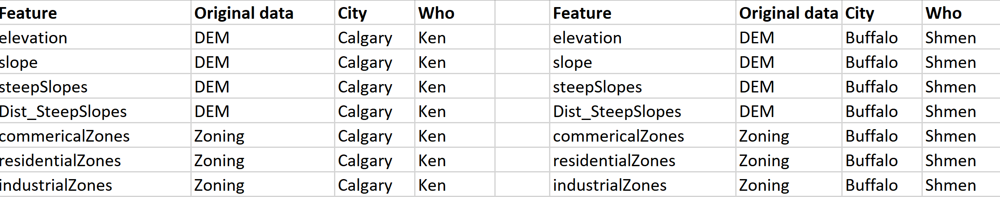 Feature Original data City Who Feature Original data City Who
elevation DEM Calgary Ken elevation DEM Buffalo Shmen
slope DEM Calgary Ken slope DEM Buffalo Shmen
steepSlopes DEM Calgary Ken steepSlopes DEM Buffalo Shmen
Dist_SteepSlopes DEM Calgary Ken Dist_SteepSlopes DEM Buffalo Shmen
commericalZones Zoning Calgary Ken commericalZones Zoning Buffalo Shmen
residentialZones Zoning Calgary Ken residentialZones Zoning Buffalo Shmen
industrialZones Zoning Calgary Ken industrialZones Zoning Buffalo Shmen